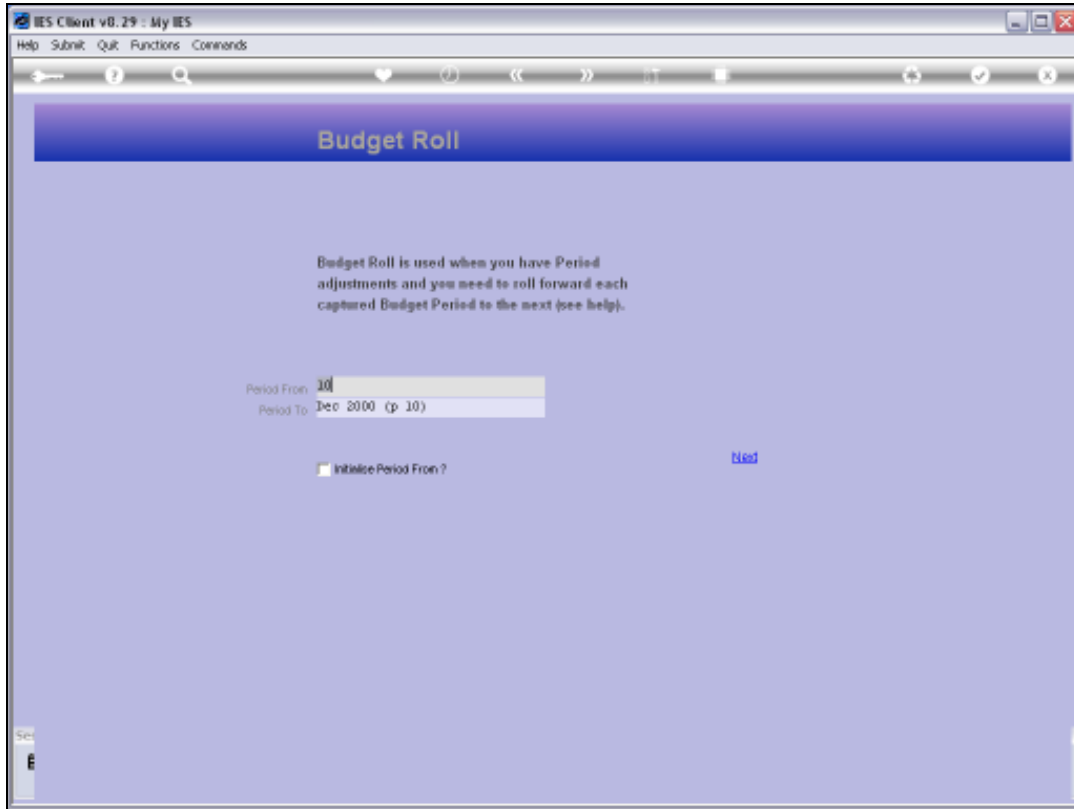 IES Client v8.29 : My IES
Help Submit Quit Functions Commands
Budget Roll
Budget Roll is used when you have Period
adjustments and you need to roll forward each
captured Budget Period to the next (see help).
Period From 10
Period To Dec 2000 (p 10)
Next
Initialise Period From ?